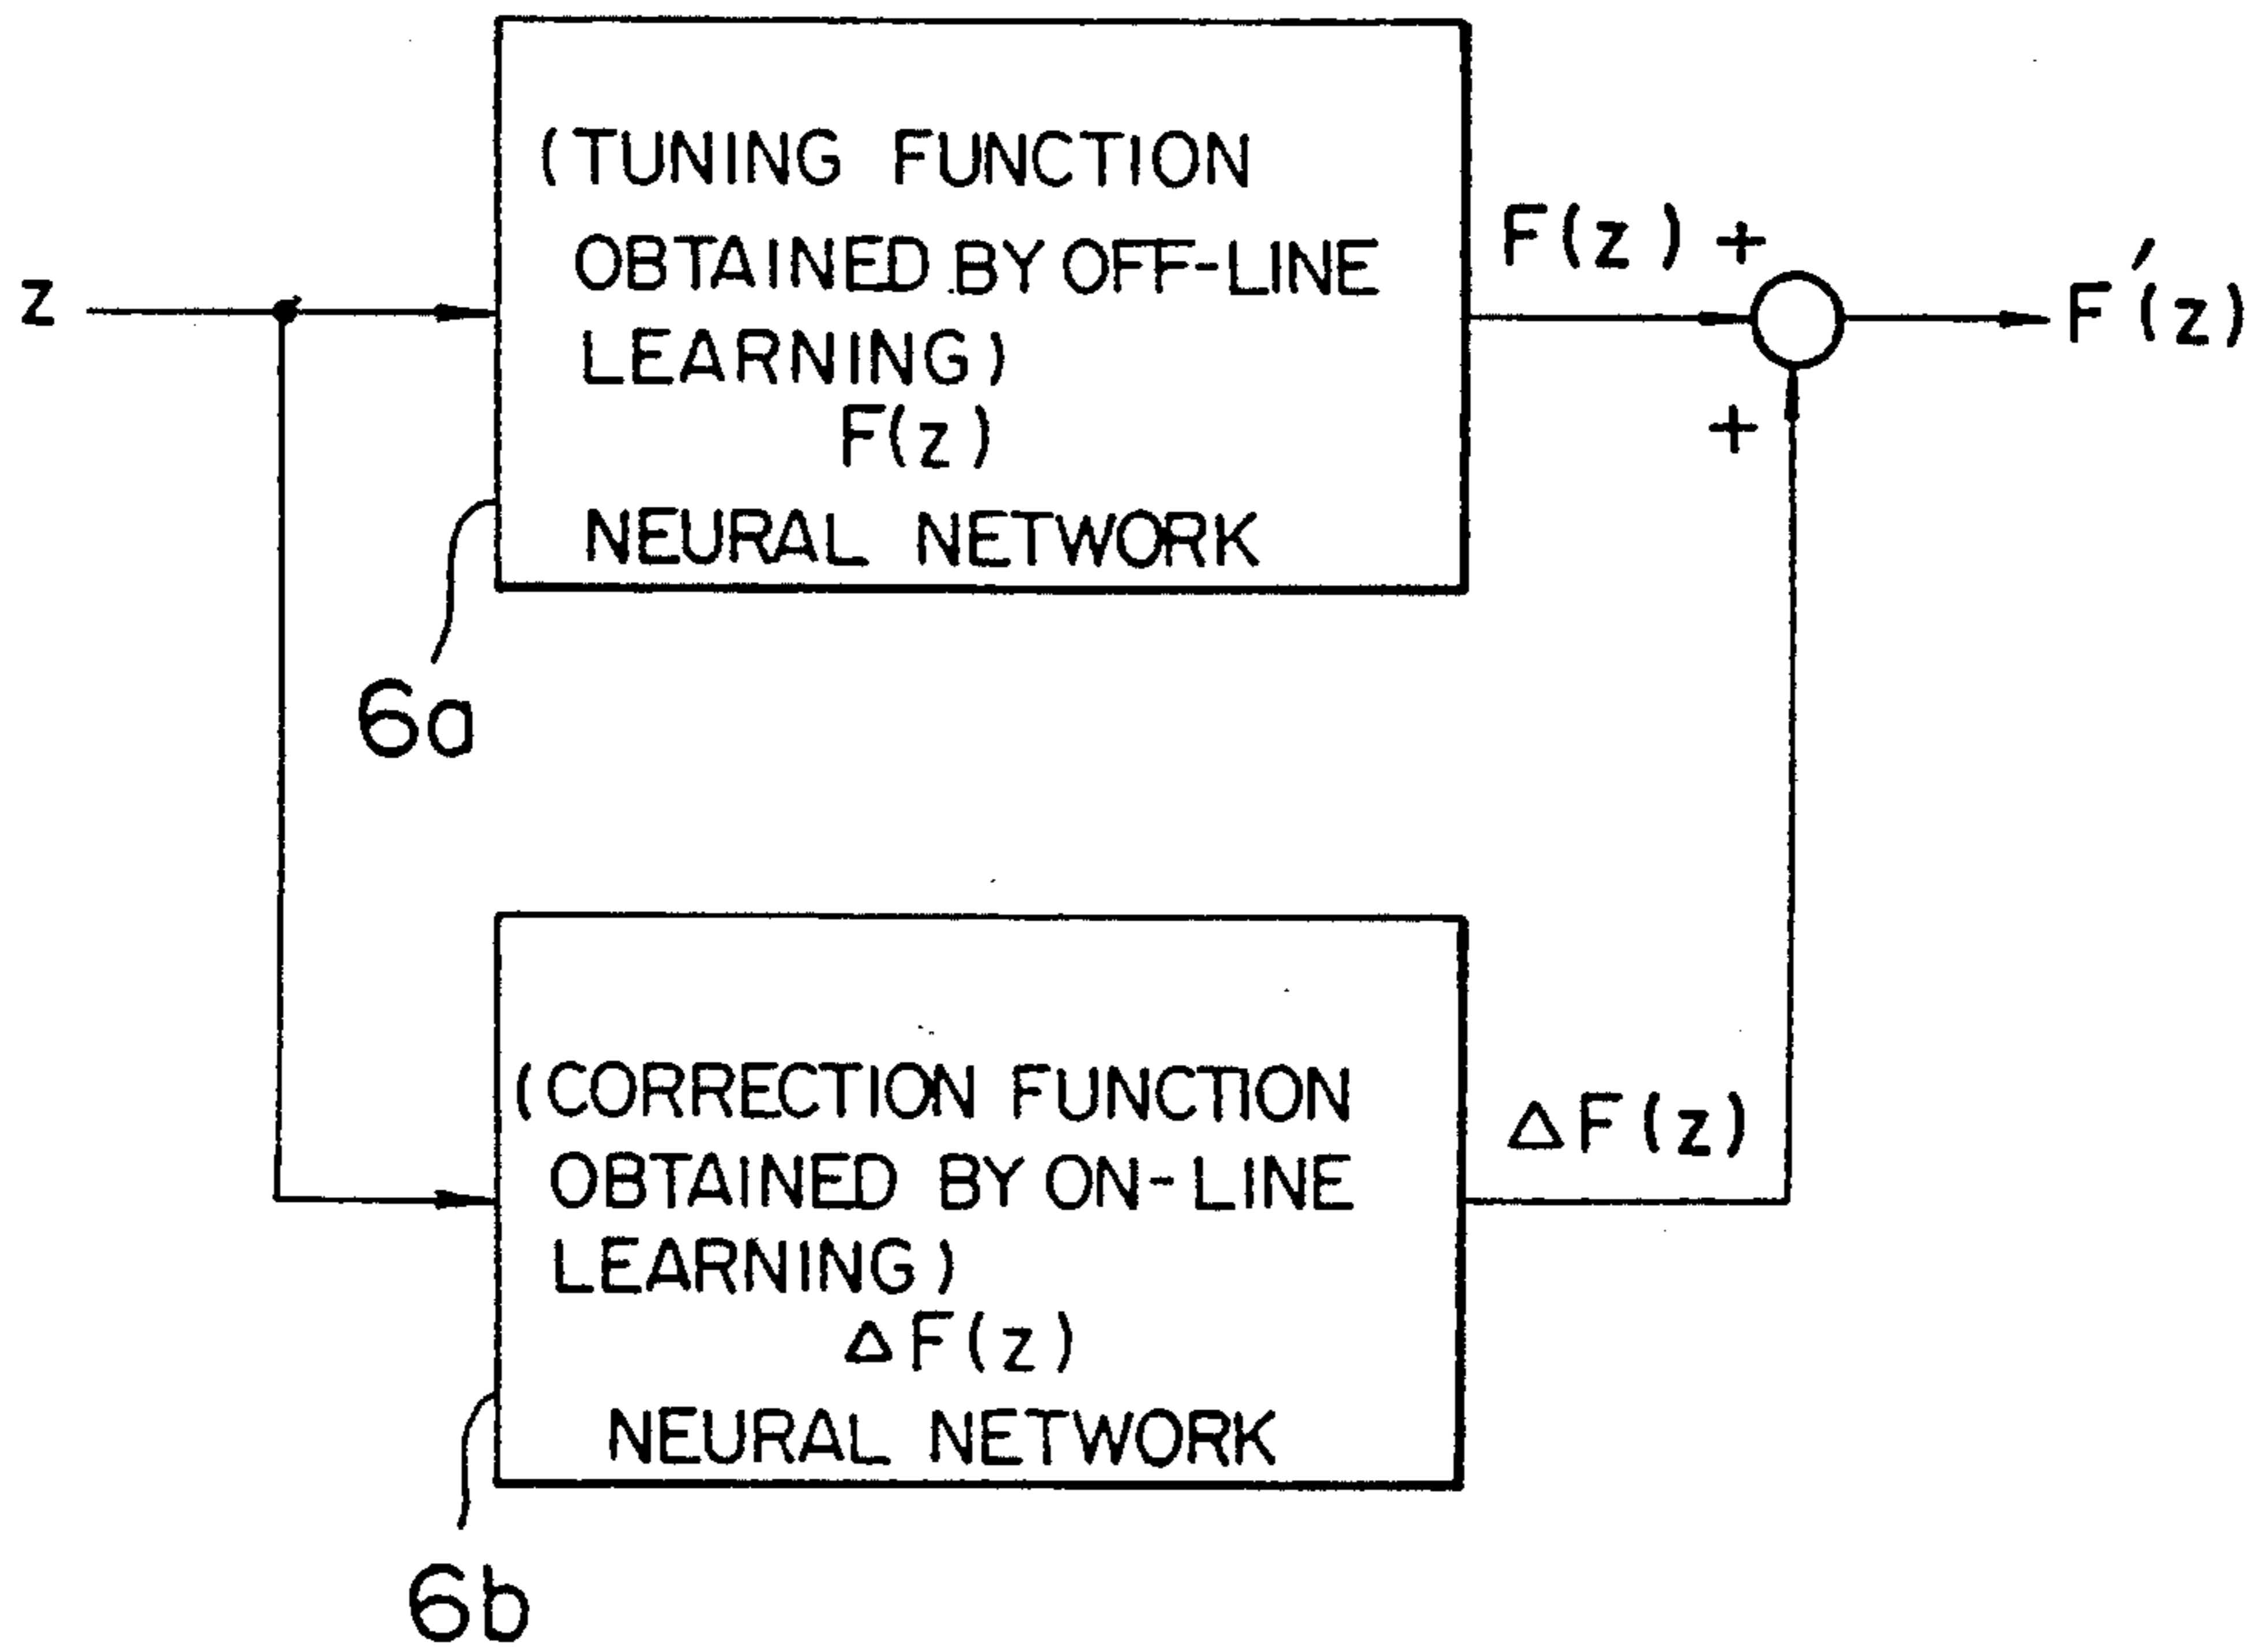 z
(TUNING FUNCTION
OBTAINED BY OFF-LINE
LEARNING)
F(z)
NEURAL NETWORK
6a
F(z) +
F'(z)
+
(CORRECTION FUNCTION
OBTAINED BY ON-LINE
LEARNING)
ΔF(z)
NEURAL NETWORK
6b
ΔF(z)